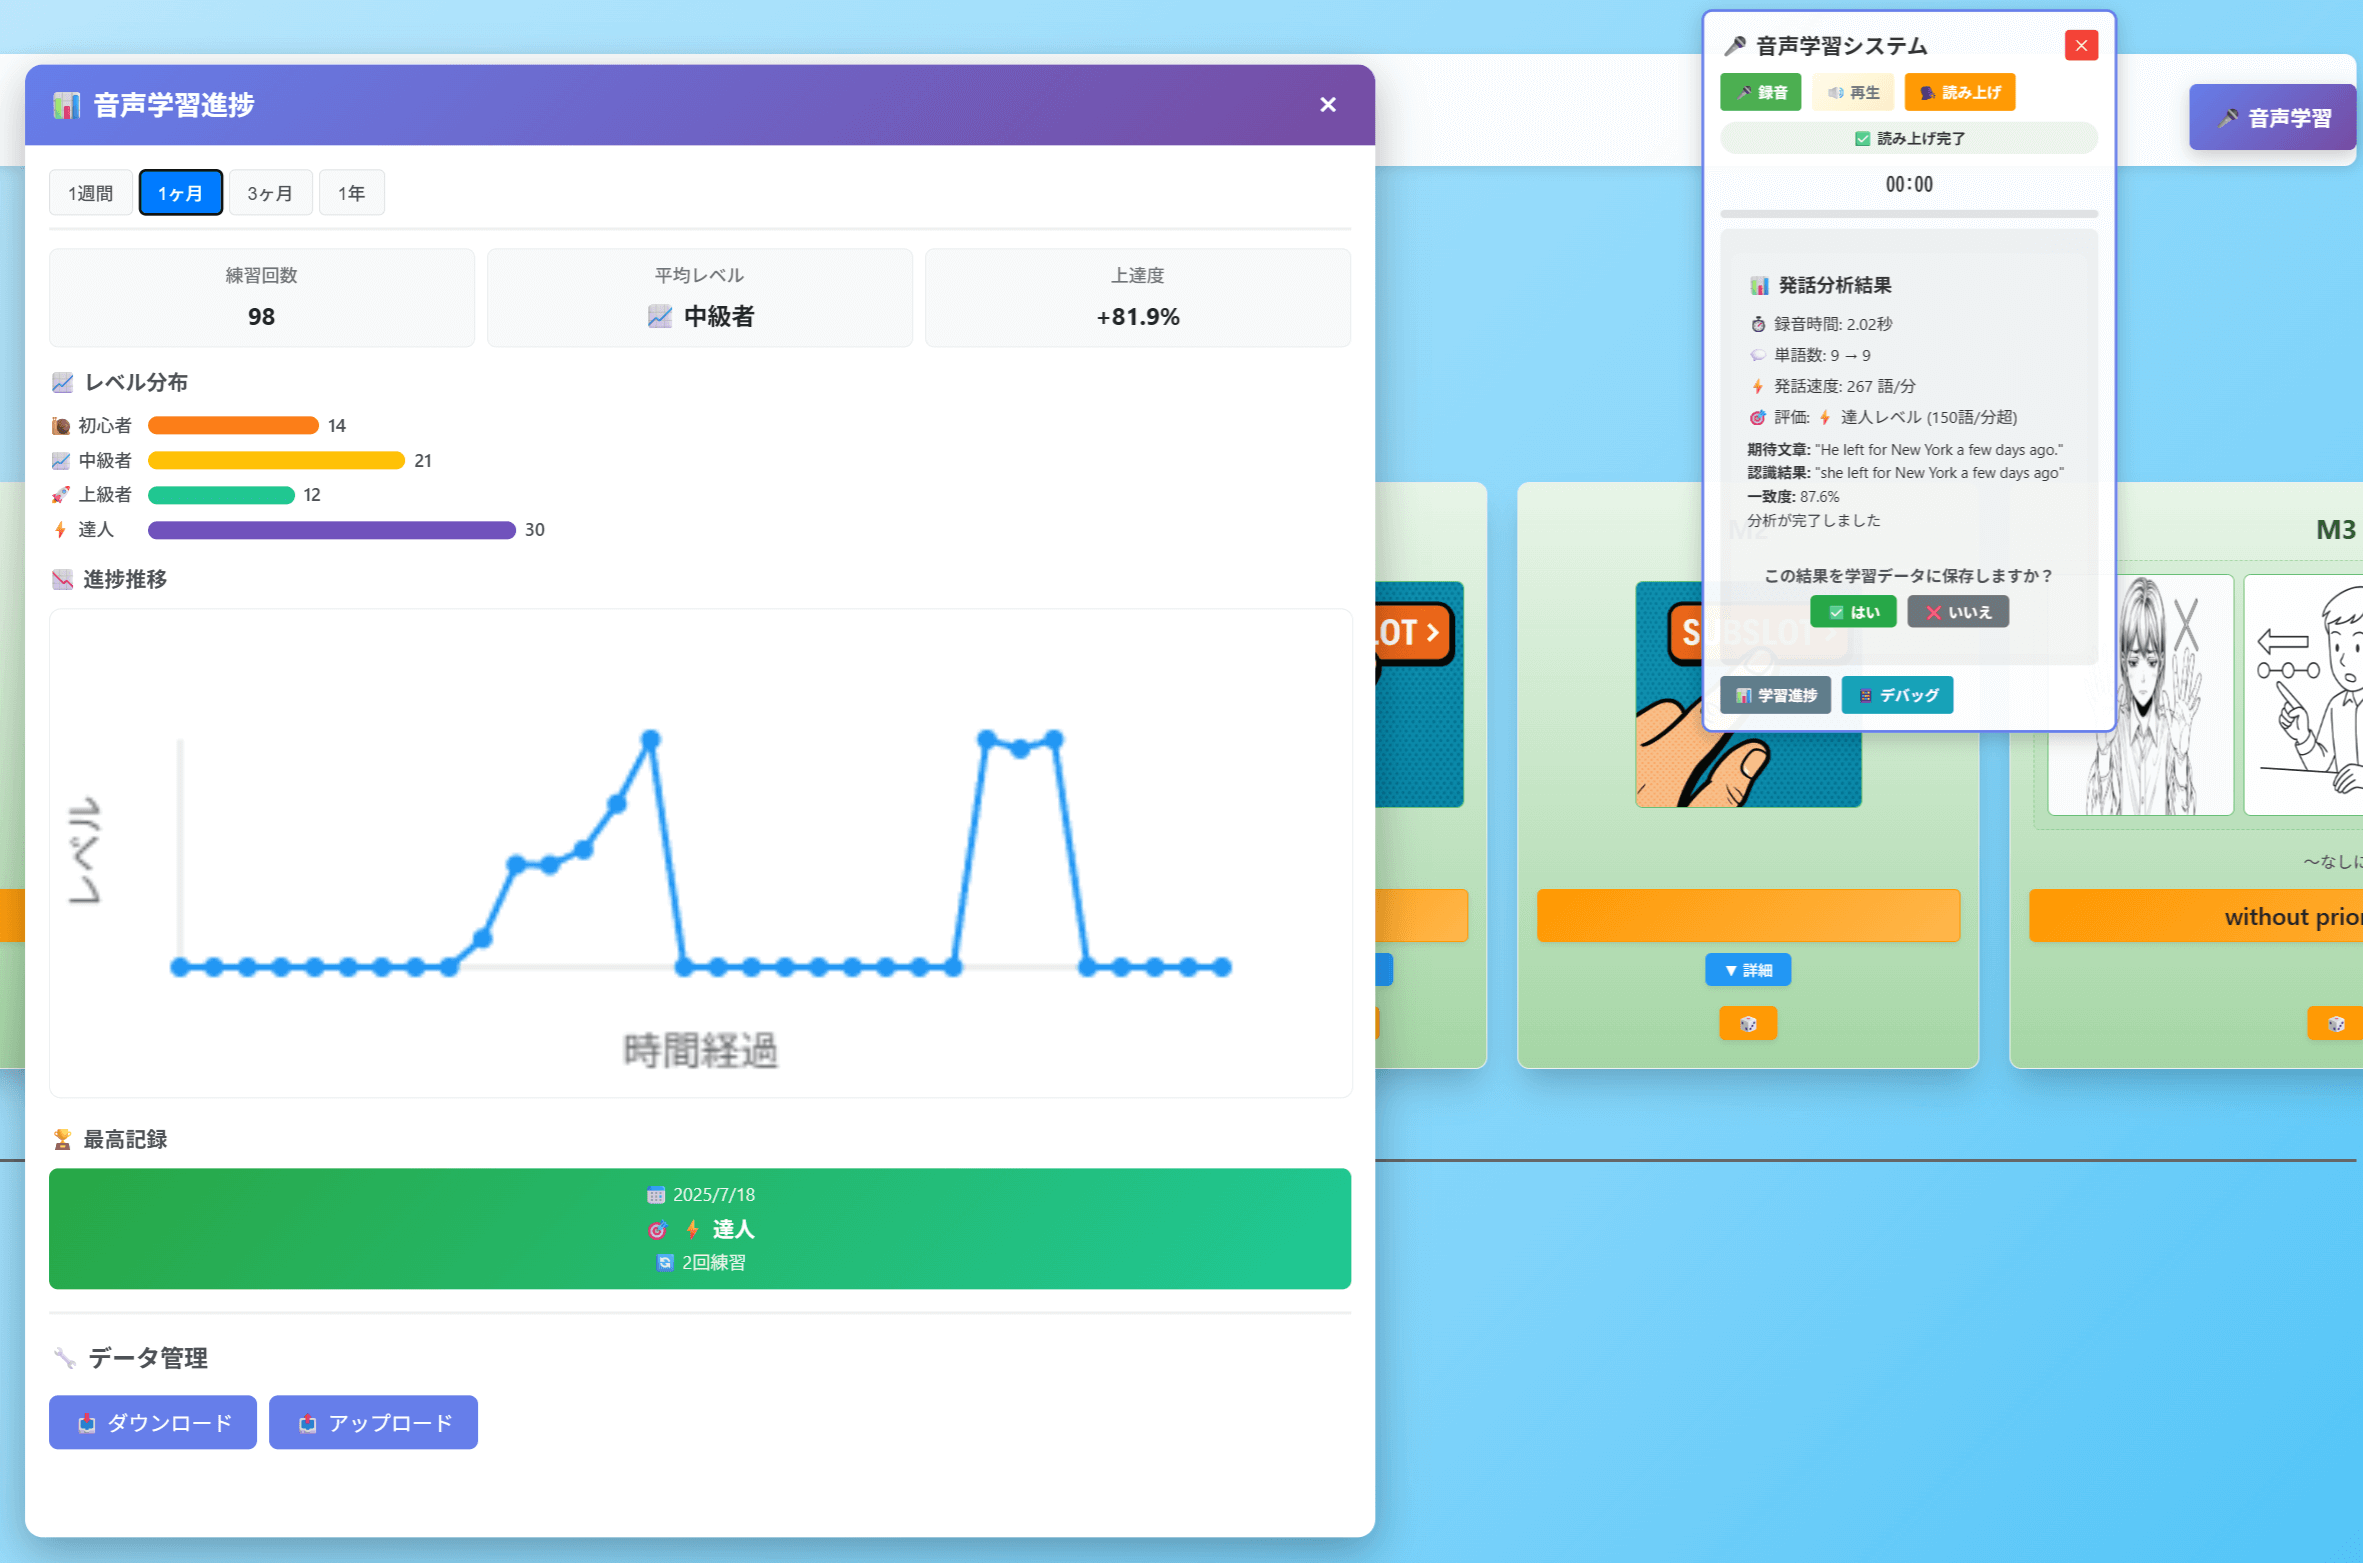 音声学習進捗
×
1週間
1ヶ月
3ヶ月
1年
練習回数
98
平均レベル
中級者
上達度
+81.9%
レベル分布
初心者 14
中級者 21
上級者 12
達人 30
進捗推移
レベル
時間経過
最高記録
2025/7/18
達人
2回練習
データ管理
ダウンロード
アップロード
音声学習システム
×
録音
再生
読み上げ
読み上げ完了
00:00
発話分析結果
録音時間: 2.02秒
単語数: 9 → 9
発話速度: 267 語/分
評価: 達人レベル (150語/分超)
期待文章: "He left for New York a few days ago."
認識結果: "she left for New York a few days ago"
一致度: 87.6%
分析が完了しました
この結果を学習データに保存しますか？
はい
いいえ
学習進捗
デバッグ
音声学習
LOT >
M2
SUBSLOT >
▼ 詳細
M3
～なしに
without prior